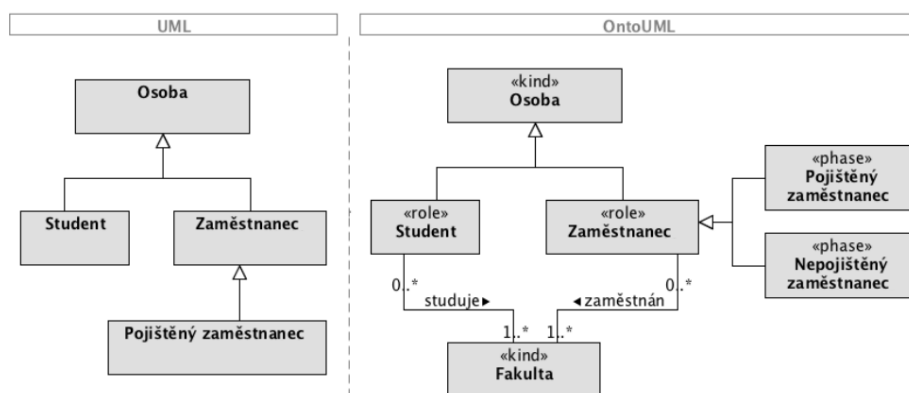 UML
OntoUML
Osoba
Student
Zaměstnanec
Pojištěný zaměstnanec
«kind»
Osoba
«role»
Student
«role»
Zaměstnanec
«phase»
Pojištěný
zaměstnanec
«phase»
Nepojištěný
zaměstnanec
0..*
studuje ▶
1..*
0..*
◀ zaměstnán
1..*
«kind»
Fakulta